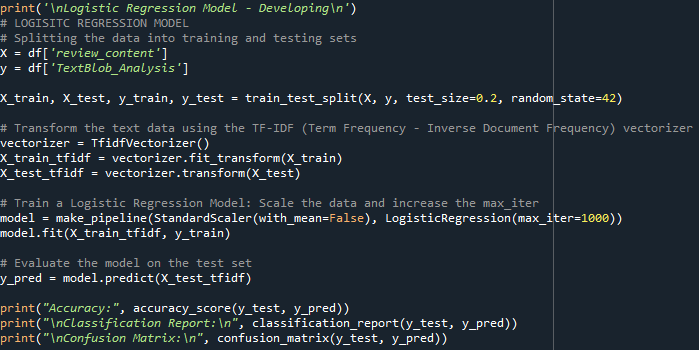 print('\nLogistic Regression Model - Developing\n')
# LOGISITC REGRESSION MODEL
# Splitting the data into training and testing sets
X = df['review_content']
y = df['TextBlob_Analysis']
X_train, X_test, y_train, y_test = train_test_split(X, y, test_size=0.2, random_state=42)
# Transform the text data using the TF-IDF (Term Frequency - Inverse Document Frequency) vectorizer
vectorizer = TfidfVectorizer()
X_train_tfidf = vectorizer.fit_transform(X_train)
X_test_tfidf = vectorizer.transform(X_test)
# Train a Logistic Regression Model: Scale the data and increase the max_iter
model = make_pipeline(StandardScaler(with_mean=False), LogisticRegression(max_iter=1000))
model.fit(X_train_tfidf, y_train)
# Evaluate the model on the test set
y_pred = model.predict(X_test_tfidf)
print("Accuracy:", accuracy_score(y_test, y_pred))
print("\nClassification Report:\n", classification_report(y_test, y_pred))
print("\nConfusion Matrix:\n", confusion_matrix(y_test, y_pred))